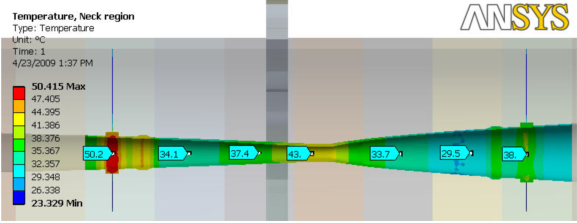 Temperature, Neck region
Type: Temperature
Unit: °C
Time: 1
4/23/2009 1:37 PM
ANSYS
50.415 Max
47.405
44.395
41.386
38.376
35.367
32.357
29.348
26.338
23.329 Min
50.2
34.1
37.4
43.
33.7
29.5
38.